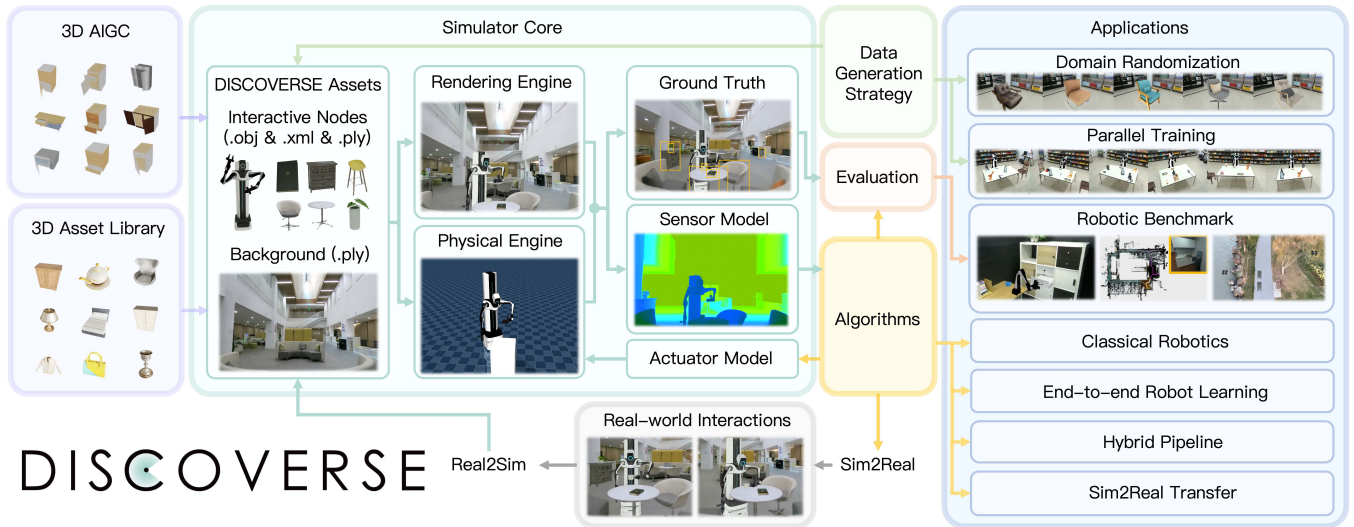 3D AIGC
3D Asset Library
Simulator Core
DISCOVERSE Assets
Interactive Nodes
(.obj & .xml & .ply)
Background (.ply)
Rendering Engine
Physical Engine
Ground Truth
Sensor Model
Actuator Model
Data
Generation
Strategy
Evaluation
Algorithms
Applications
Domain Randomization
Parallel Training
Robotic Benchmark
Classical Robotics
End-to-end Robot Learning
Hybrid Pipeline
Sim2Real Transfer
Real-world Interactions
Real2Sim
Sim2Real
DISCOVERSE